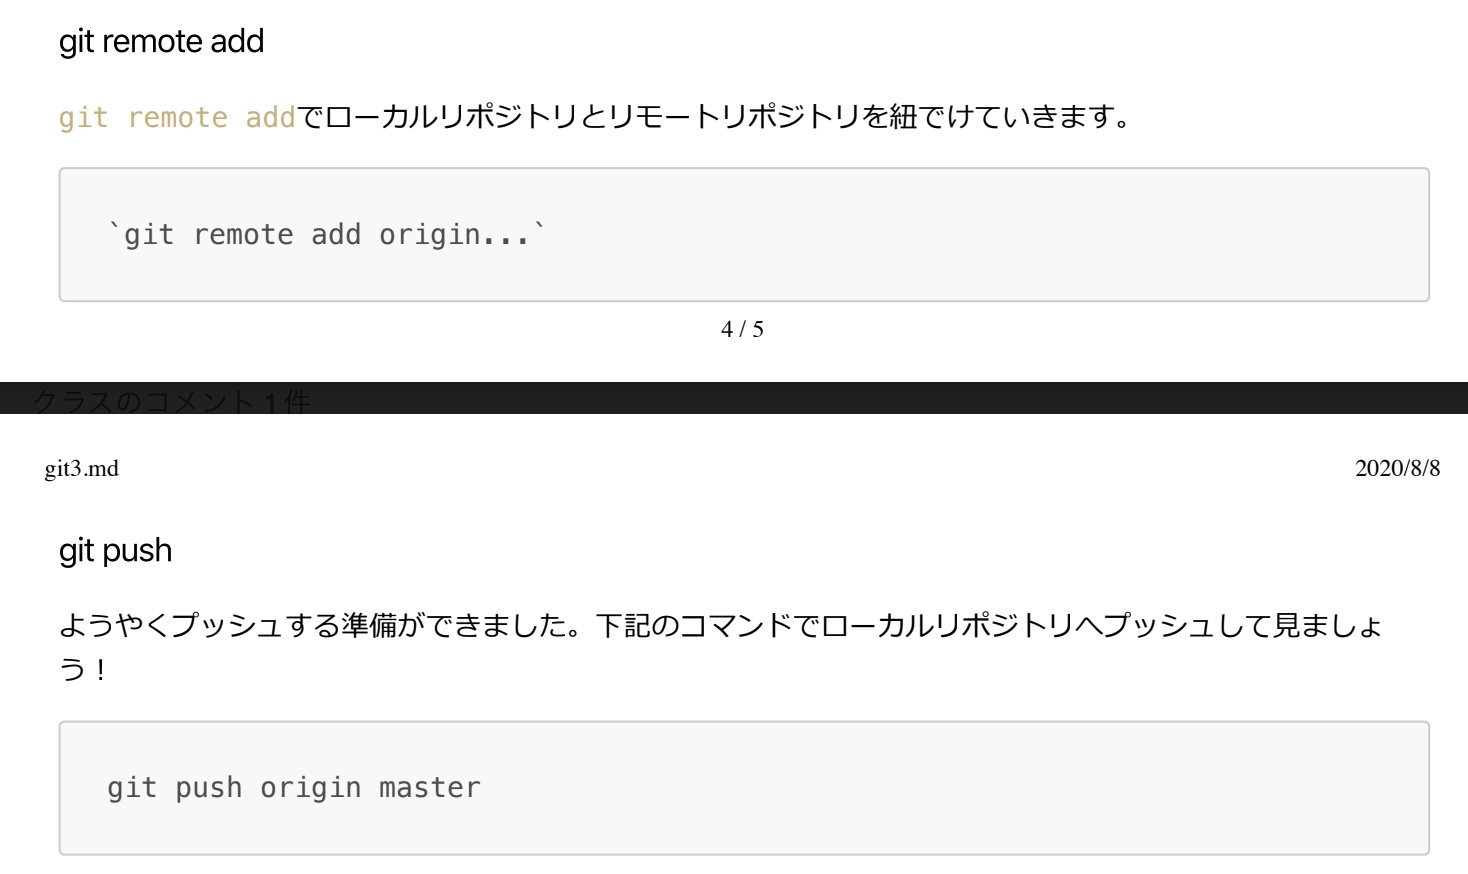 git remote add
git remote addでローカルリポジトリとリモートリポジトリを紐でけていきます。
`git remote add origin...`
4 / 5
クラスのコメント 1 件
git3.md
2020/8/8
git push
ようやくプッシュする準備ができました。下記のコマンドでローカルリポジトリへプッシュして見ましょ
う！
git push origin master